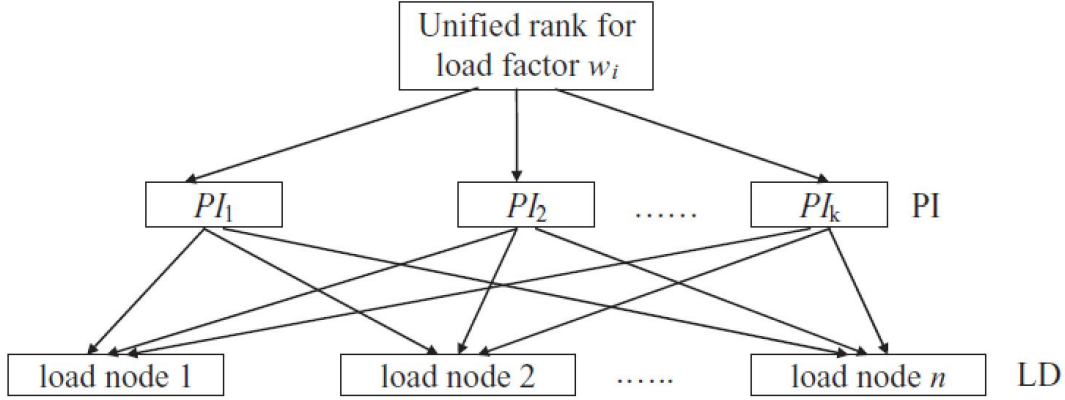 Unified rank for
load factor wᵢ
PI₁
PI₂
......
PIₖ
PI
load node 1
load node 2
......
load node n
LD